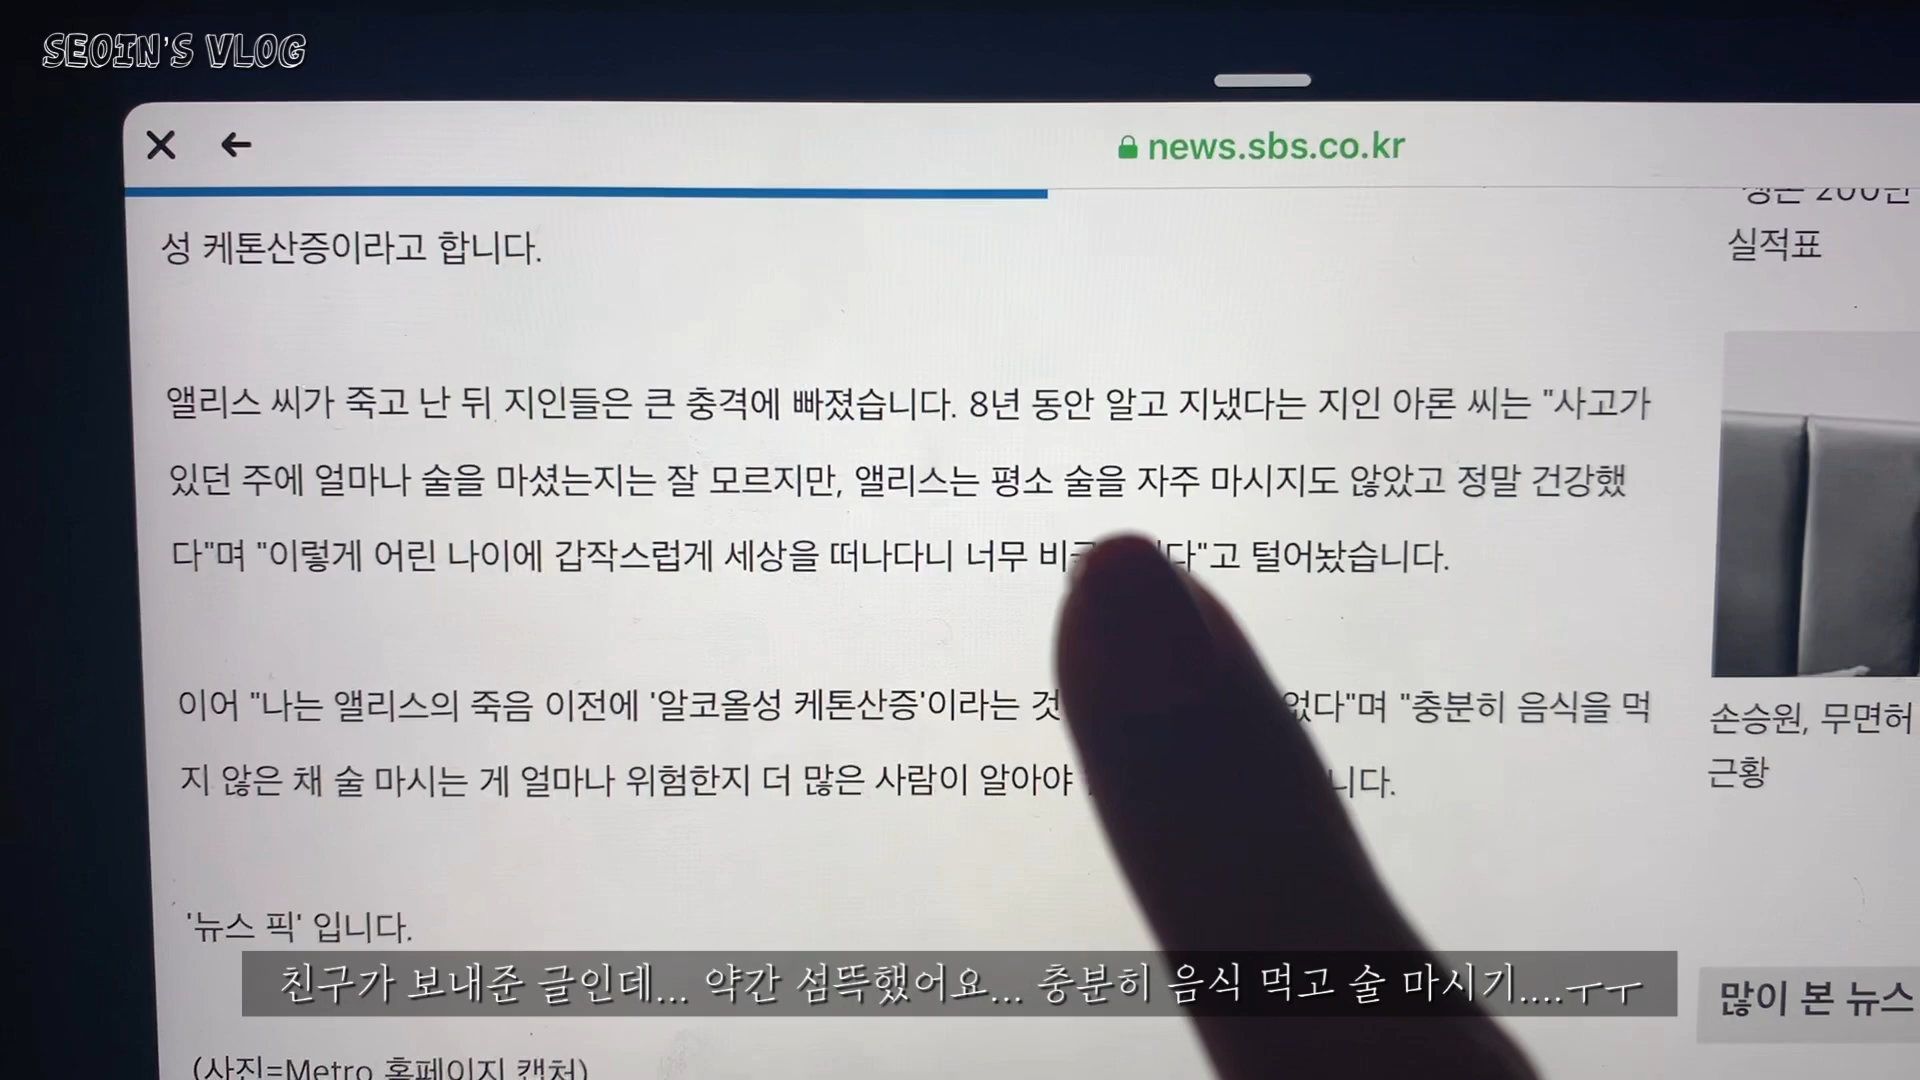 SEOIN'S VLOG
news.sbs.co.kr
성 케톤산증이라고 합니다.
앨리스 씨가 죽고 난 뒤 지인들은 큰 충격에 빠졌습니다. 8년 동안 알고 지냈다는 지인 아론 씨는 "사고가
있던 주에 얼마나 술을 마셨는지는 잘 모르지만, 앨리스는 평소 술을 자주 마시지도 않았고 정말 건강했
다"며 "이렇게 어린 나이에 갑작스럽게 세상을 떠나다니 너무 다"고 털어놨습니다.
이어 "나는 앨리스의 죽음 이전에 '알코올성 케톤산증'이라는 것 없다"며 "충분히 음식을 먹
지 않은 채 술 마시는 게 얼마나 위험한지 더 많은 사람이 알아야 니다.
'뉴스 픽' 입니다.
(사진=Metro 홈페이지 캡처)
실적표
손승원, 무면허
근황
많이 본 뉴스
친구가 보내준 글인데... 약간 섬뜩했어요... 충분히 음식 먹고 술 마시기....ㅜㅜ